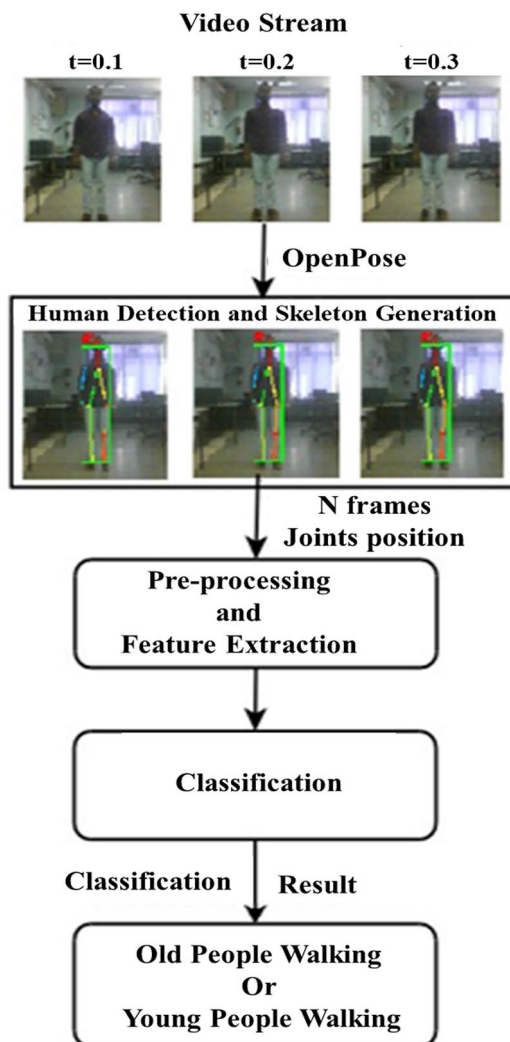 Video Stream
t=0.1 t=0.2 t=0.3
OpenPose
Human Detection and Skeleton Generation
N frames
Joints position
Pre-processing
and
Feature Extraction
Classification
Classification Result
Old People Walking
Or
Young People Walking